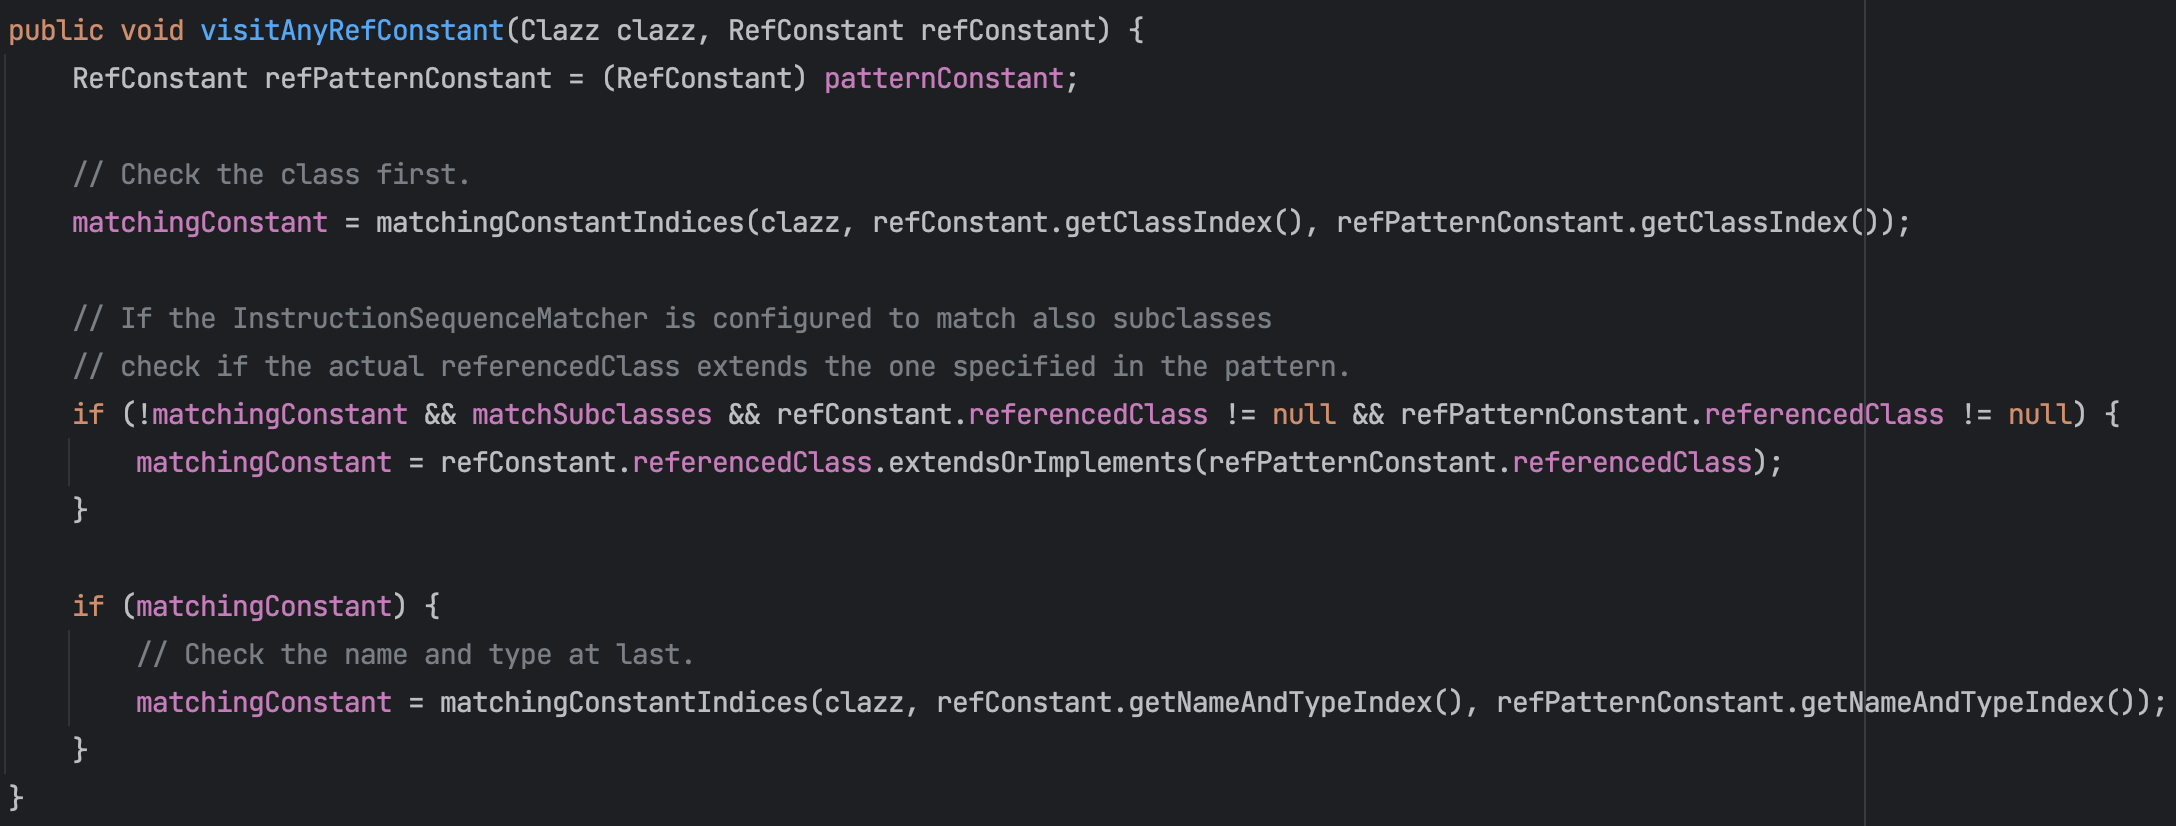 public void visitAnyRefConstant(Clazz clazz, RefConstant refConstant) {
    RefConstant refPatternConstant = (RefConstant) patternConstant;

    // Check the class first.
    matchingConstant = matchingConstantIndices(clazz, refConstant.getClassIndex(), refPatternConstant.getClassIndex());

    // If the InstructionSequenceMatcher is configured to match also subclasses
    // check if the actual referencedClass extends the one specified in the pattern.
    if (!matchingConstant && matchSubclasses && refConstant.referencedClass != null && refPatternConstant.referencedClass != null) {
        matchingConstant = refConstant.referencedClass.extendsOrImplements(refPatternConstant.referencedClass);
    }

    if (matchingConstant) {
        // Check the name and type at last.
        matchingConstant = matchingConstantIndices(clazz, refConstant.getNameAndTypeIndex(), refPatternConstant.getNameAndTypeIndex());
    }
}